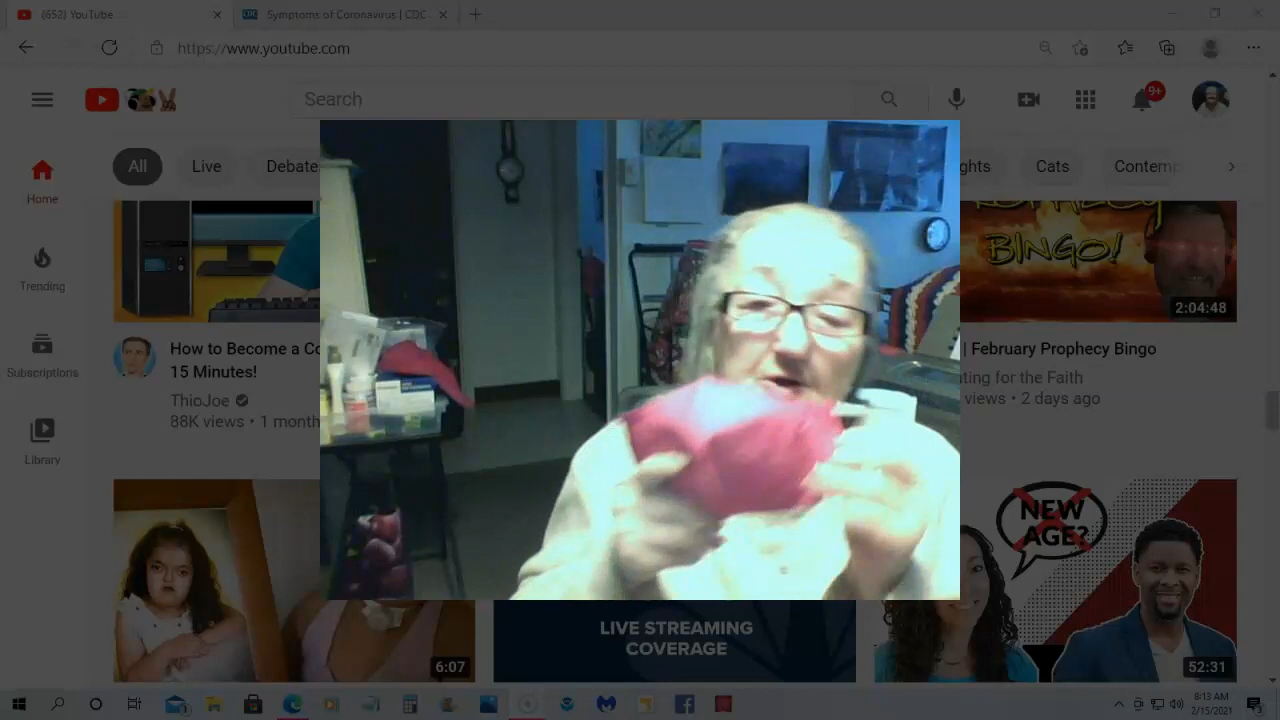 (652) YouTube
Symptoms of Coronavirus | CDC
https://www.youtube.com
Search
9+
All
Live
Debate
ghts
Cats
Contem
Home
Trending
Subscriptions
Library
BINGO!
2:04:48
How to Become a Co
15 Minutes!
ThioJoe
88K views • 1 month
| February Prophecy Bingo
ting for the Faith
views • 2 days ago
6:07
LIVE STREAMING
COVERAGE
NEW
AGE?
52:31
8:13 AM
2/15/2021